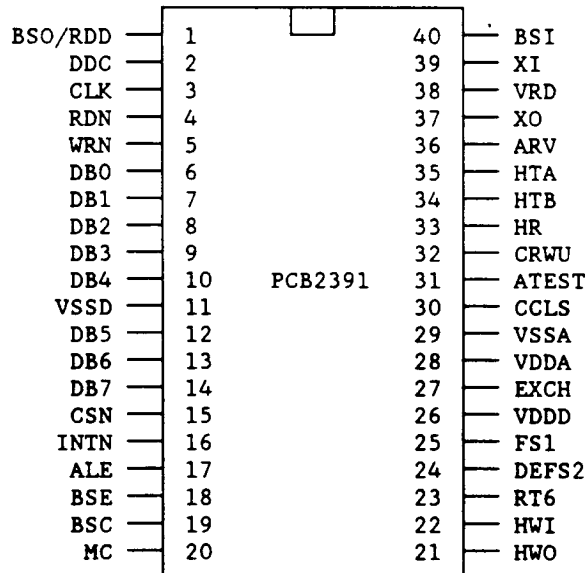 BSO/RDD 1 40 BSI
DDC 2 39 XI
CLK 3 38 VRD
RDN 4 37 XO
WRN 5 36 ARV
DB0 6 35 HTA
DB1 7 34 HTB
DB2 8 33 HR
DB3 9 32 CRWU
DB4 10 PCB2391 31 ATEST
VSSD 11 30 CCLS
DB5 12 29 VSSA
DB6 13 28 VDDA
DB7 14 27 EXCH
CSN 15 26 VDDD
INTN 16 25 FS1
ALE 17 24 DEFS2
BSE 18 23 RT6
BSC 19 22 HWI
MC 20 21 HWO